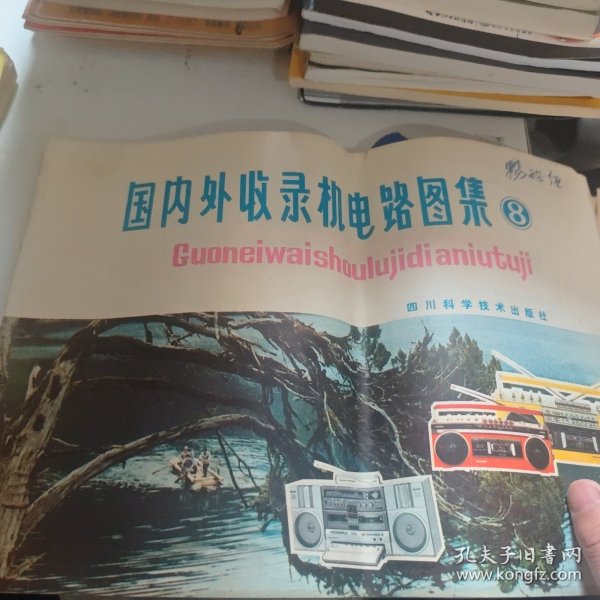 国内外收录机电路图集⑧
Guoneiwaishoulujidianiutuji
四川科学技术出版社
孔夫子旧书网
www.kongfz.com